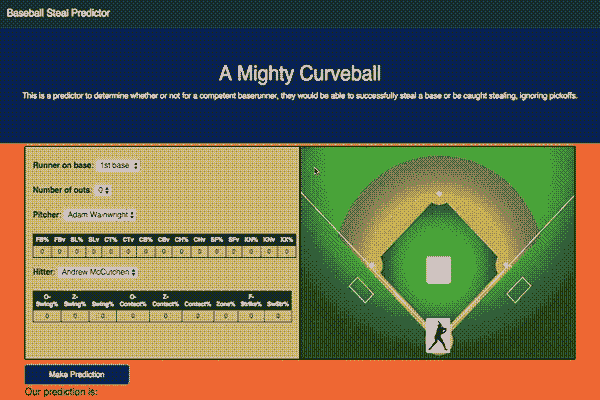 Baseball Steal Predictor
A Mighty Curveball
This is a predictor to determine whether or not for a competent baserunner, they would be able to successfully steal a base or be caught stealing, ignoring pickoffs.
Runner on base: 1st base
Number of outs: 0
Pitcher: Adam Wainwright
FB% FBv SL% SLv CT% CTv CB% CBv CH% CHv SF% SFv KN% KNv XX%
0 0 0 0 0 0 0 0 0 0 0 0 0 0 0
Hitter: Andrew McCutchen
O-Swing% Z-Swing% Swing% O-Contact% Z-Contact% Contact% Zone% F-Strike% SwStr%
0 0 0 0 0 0 0 0 0
Make Prediction
Our prediction is: